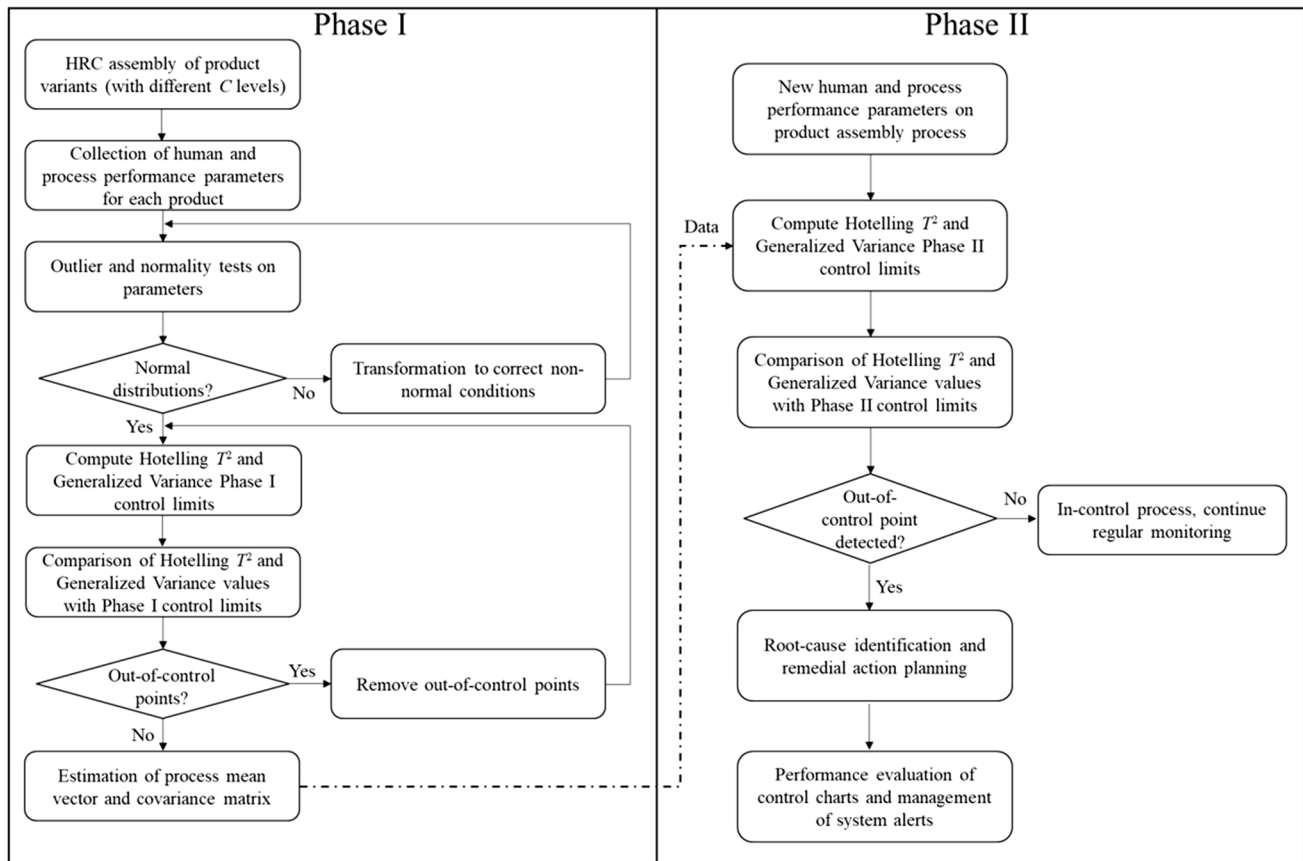 Phase I
HRC assembly of product
variants (with different C levels)
Collection of human and
process performance parameters
for each product
Outlier and normality tests on
parameters
Normal
distributions?
No
Transformation to correct non-
normal conditions
Yes
Compute Hotelling T² and
Generalized Variance Phase I
control limits
Comparison of Hotelling T² and
Generalized Variance values
with Phase I control limits
Out-of-control
points?
Yes
Remove out-of-control points
No
Estimation of process mean
vector and covariance matrix
Data
Phase II
New human and process
performance parameters on
product assembly process
Compute Hotelling T² and
Generalized Variance Phase II
control limits
Comparison of Hotelling T² and
Generalized Variance values
with Phase II control limits
Out-of-
control point
detected?
No
In-control process, continue
regular monitoring
Yes
Root-cause identification and
remedial action planning
Performance evaluation of
control charts and management
of system alerts